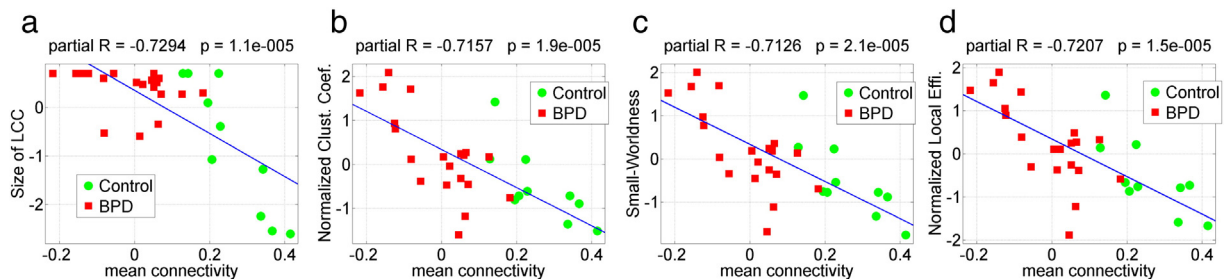 a
partial R = -0.7294 p = 1.1e-005
Size of LCC
0
-1
-2
Control
BPD
-0.2 0 0.2 0.4
mean connectivity
b
partial R = -0.7157 p = 1.9e-005
Normalized Clust Coef.
2
1
0
-1
Control
BPD
-0.2 0 0.2 0.4
mean connectivity
c
partial R = -0.7126 p = 2.1e-005
Small-Worldness
2
1
0
-1
Control
BPD
-0.2 0 0.2 0.4
mean connectivity
d
partial R = -0.7207 p = 1.5e-005
Normalized Local Effi.
2
1
0
-1
-2
Control
BPD
-0.2 0 0.2 0.4
mean connectivity